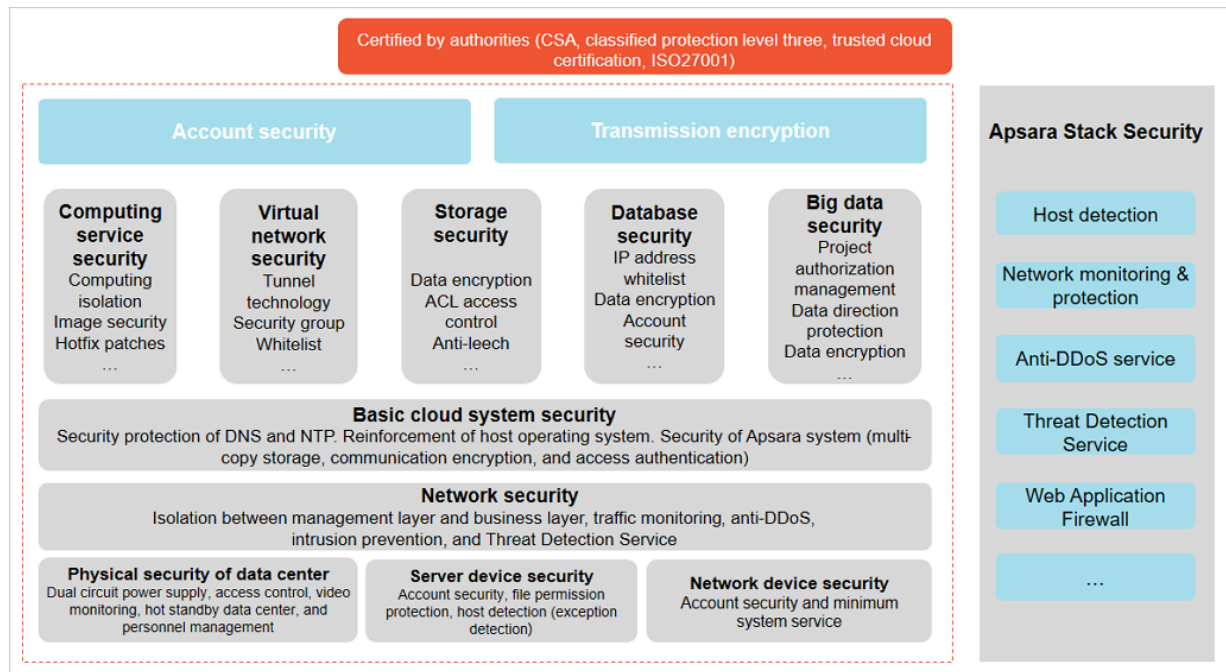 Certified by authorities (CSA, classified protection level three, trusted cloud
certification, ISO27001)
Account security
Transmission encryption
Computing
service
security
Computing
isolation
Image security
Hotfix patches
...
Virtual
network
security
Tunnel
technology
Security group
Whitelist
...
Storage
security
Data encryption
ACL access
control
Anti-leech
...
Database
security
IP address
whitelist
Data encryption
Account
security
...
Big data
security
Project
authorization
management
Data direction
protection
Data encryption
...
Basic cloud system security
Security protection of DNS and NTP. Reinforcement of host operating system. Security of Apsara system (multi-
copy storage, communication encryption, and access authentication)
Network security
Isolation between management layer and business layer, traffic monitoring, anti-DDoS,
intrusion prevention, and Threat Detection Service
Physical security of data center
Dual circuit power supply, access control, video
monitoring, hot standby data center, and
personnel management
Server device security
Account security, file permission
protection, host detection (exception
detection)
Network device security
Account security and minimum
system service
Apsara Stack Security
Host detection
Network monitoring &
protection
Anti-DDoS service
Threat Detection
Service
Web Application
Firewall
...